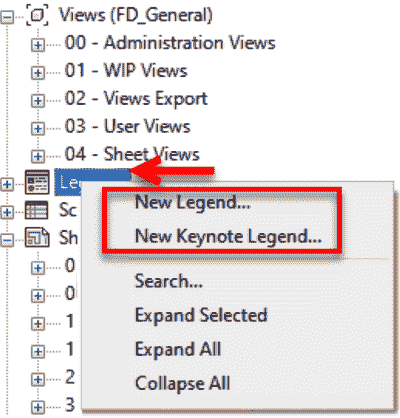 Views (FD_General)
00 - Administration Views
01 - WIP Views
02 - Views Export
03 - User Views
04 - Sheet Views
New Legend...
New Keynote Legend...
Search...
Expand Selected
Expand All
Collapse All